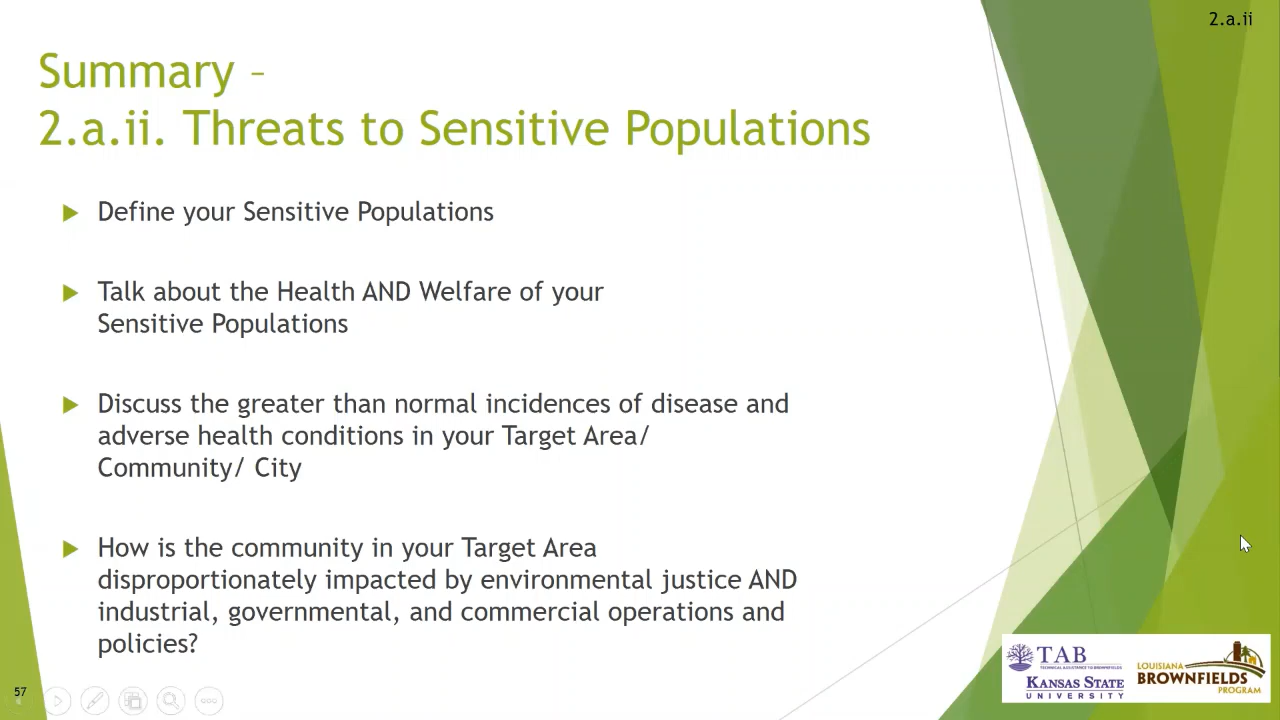 2.a.ii
Summary –
2.a.ii. Threats to Sensitive Populations
Define your Sensitive Populations
Talk about the Health AND Welfare of your
Sensitive Populations
Discuss the greater than normal incidences of disease and
adverse health conditions in your Target Area/
Community/ City
How is the community in your Target Area
disproportionately impacted by environmental justice AND
industrial, governmental, and commercial operations and
policies?
57
TAB
TECHNICAL ASSISTANCE TO BROWNFIELDS
KANSAS STATE
UNIVERSITY
LOUISIANA
BROWNFIELDS
PROGRAM